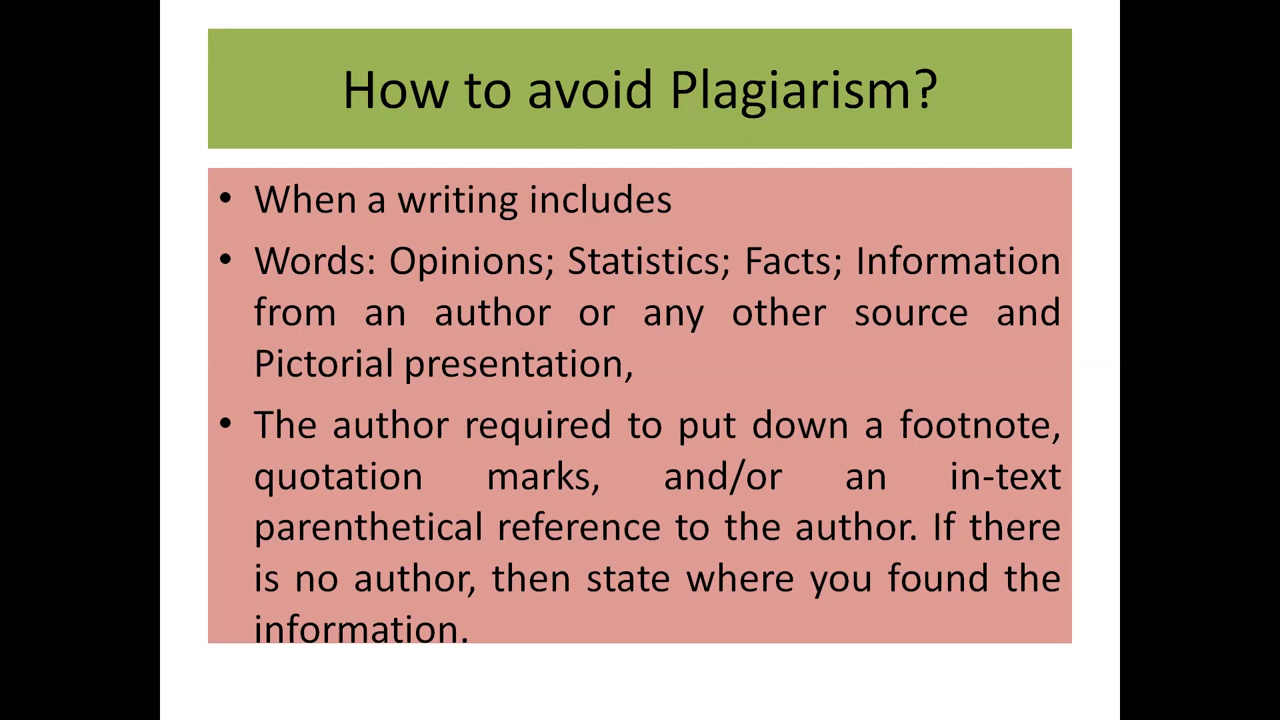 How to avoid Plagiarism?
• When a writing includes
• Words: Opinions; Statistics; Facts; Information
from an author or any other source and
Pictorial presentation,
• The author required to put down a footnote,
quotation marks, and/or an in-text
parenthetical reference to the author. If there
is no author, then state where you found the
information.